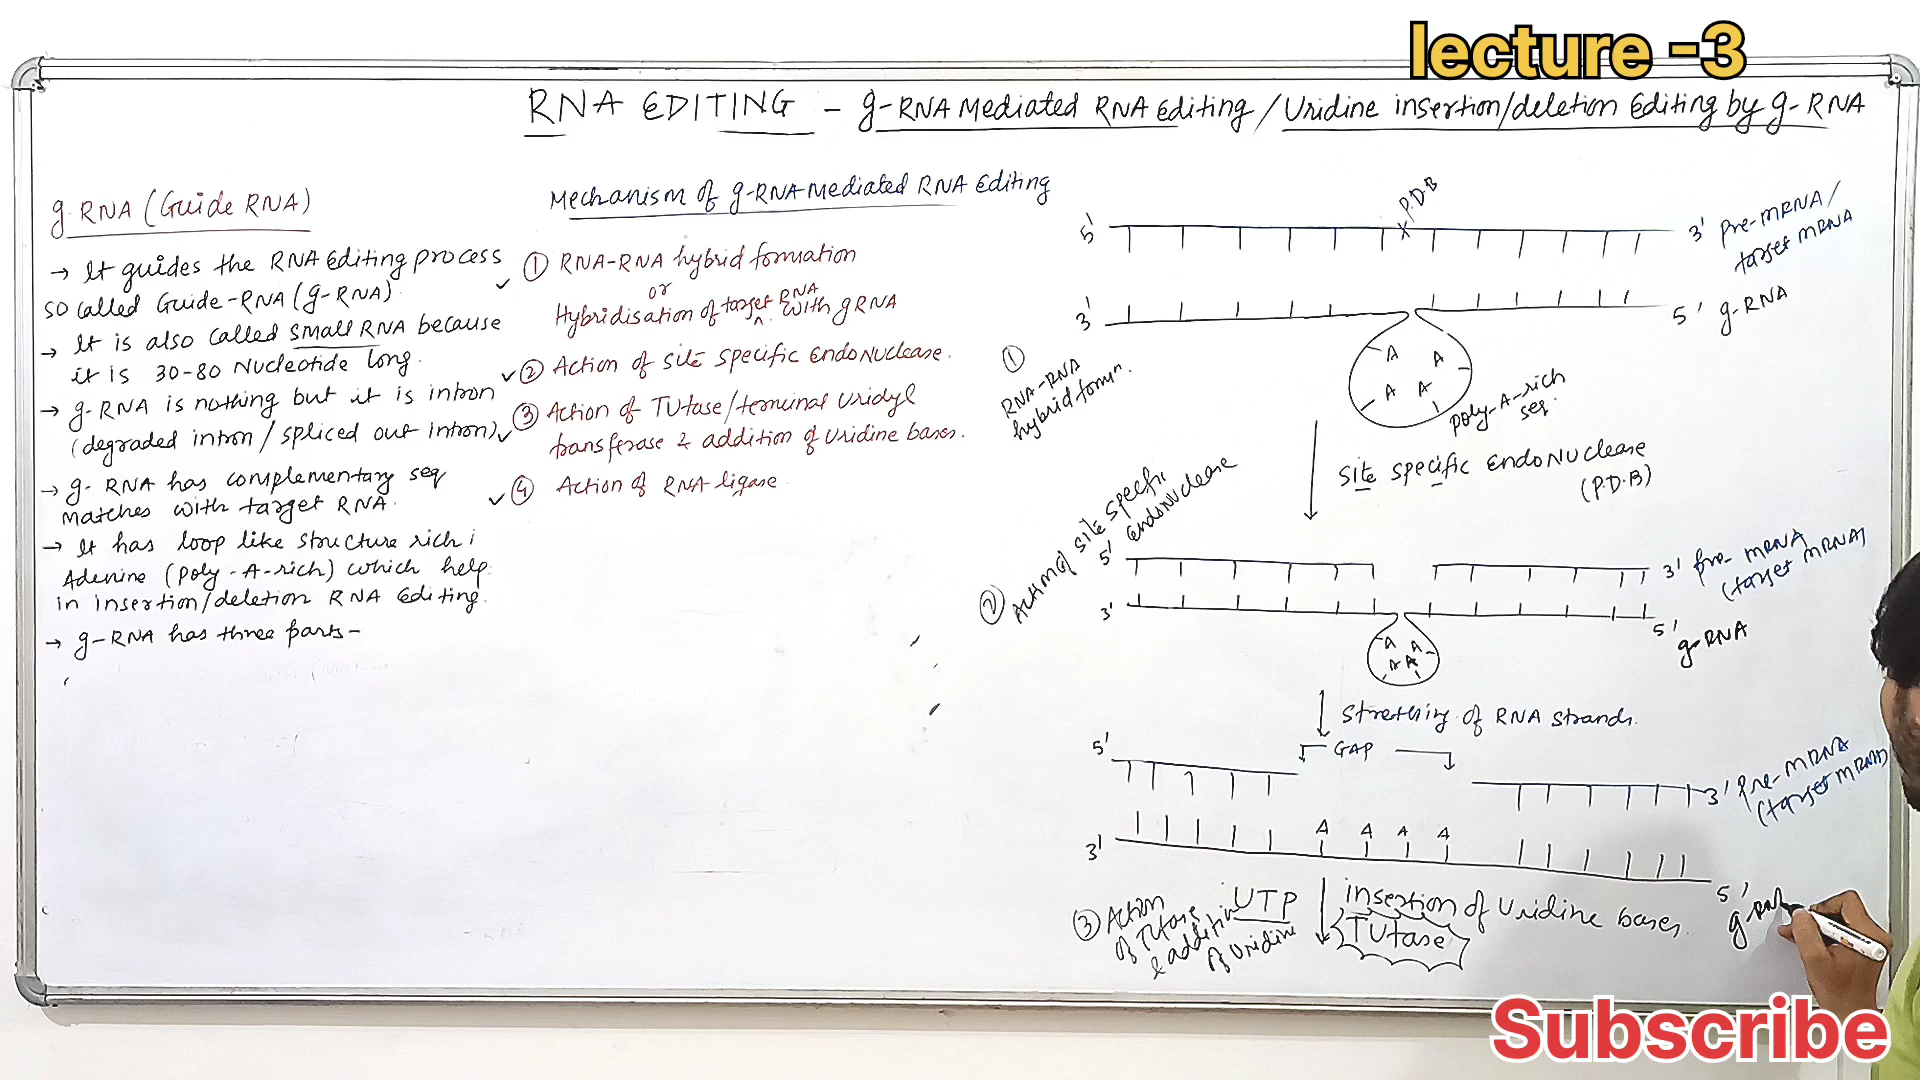 lecture -3
RNA EDITING - g-RNA Mediated RNA Editing / Uridine insertion/deletion Editing by g-RNA
g. RNA (Guide RNA)
→ It guides the RNA Editing process
so called Guide-RNA (g-RNA).
→ It is also called small RNA because
it is 30-80 Nucleotide long.
→ g-RNA is nothing but it is intron
(degraded intron / spliced out intron)
→ g-RNA has complementary seq
matches with target RNA.
→ It has loop like structure rich i
Adenine (Poly-A-rich) which help
in insertion/deletion RNA Editing.
→ g-RNA has three parts-
Mechanism of g-RNA mediated RNA Editing
① RNA-RNA hybrid formation
or
Hybridisation of target RNA with gRNA
② Action of site specific endonuclease.
③ Action of TUtase/terminal uridyl
transferase & addition of Uridine bases.
④ Action of RNA ligase
P.D.B
5' 3' Pre-mRNA/
target mRNA
3' 5' g-RNA
A A
A A
Poly-A-rich
seq.
① RNA-RNA
hybrid formn.
Site specific endonuclease
(P.D.B)
② Action of site specific
endonuclease
5' 3' Pre-mRNA
(target mRNA)
3' 5' g-RNA
A A
A A
Stretching of RNA strands.
GAP
5' 3' Pre-mRNA
(target mRNA)
A A A A
3' 5'
g-RN
③ Action
of TUtase
& addition
of Uridine
UTP
insertion of Uridine bases.
TUtase
Subscribe